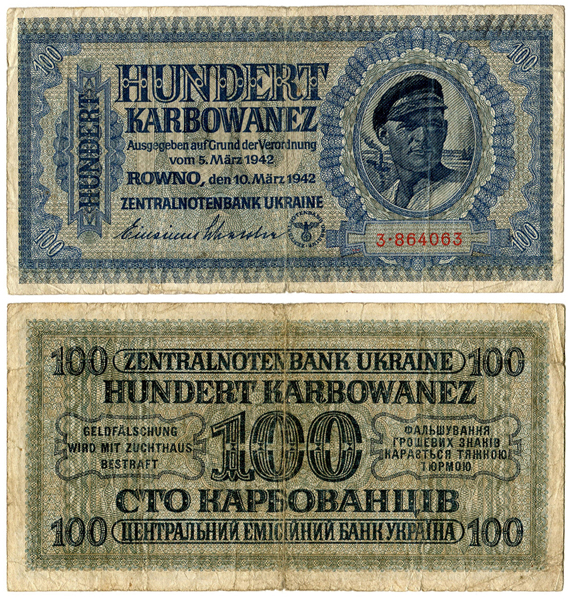 100
100
HUNDERT
HUNDERT
KARBOWANEZ
Ausgegeben auf Grund der Verordnung
vom 5. März 1942
ROWNO, den 10. März 1942
ZENTRALNOTENBANK UKRAINE
3·864063
100
100
100 ZENTRALNOTENBANK UKRAINE 100
HUNDERT KARBOWANEZ
GELDFÄLSCHUNG
WIRD MIT ZUCHTHAUS
BESTRAFT
100
ФАЛЬШУВАННЯ
ГРОШЕВИХ ЗНАКІВ
КАРАЄТЬСЯ ТЯЖКОЮ
ТЮРМОЮ
СТО КАРБОВАНЦІВ
100 ЦЕНТРАЛЬНИЙ ЕМІСІЙНИЙ БАНК УКРАЇНА 100